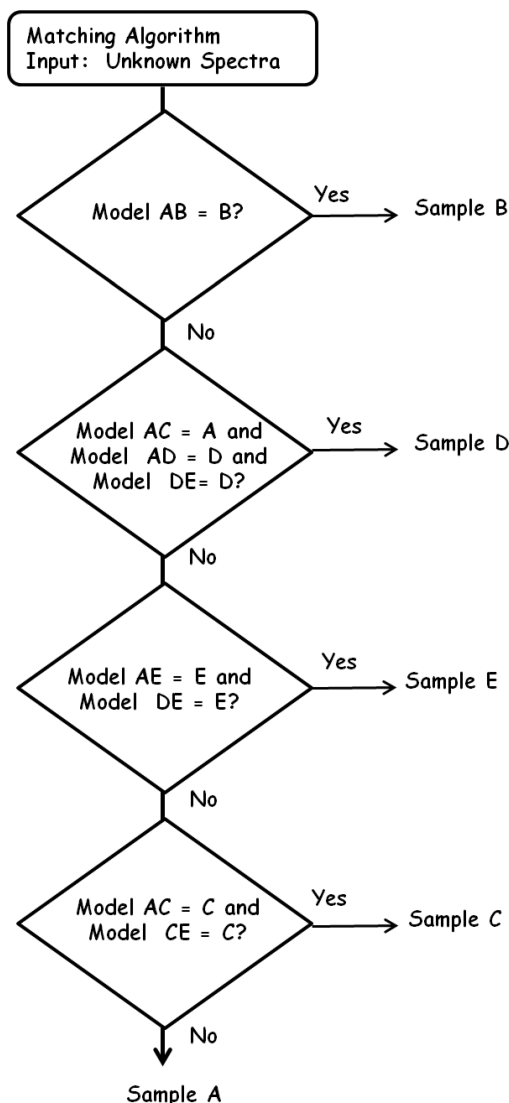 Matching Algorithm
Input: Unknown Spectra
Model AB = B?
Yes
Sample B
No
Model AC = A and
Model AD = D and
Model DE= D?
Yes
Sample D
No
Model AE = E and
Model DE = E?
Yes
Sample E
No
Model AC = C and
Model CE = C?
Yes
Sample C
No
Sample A